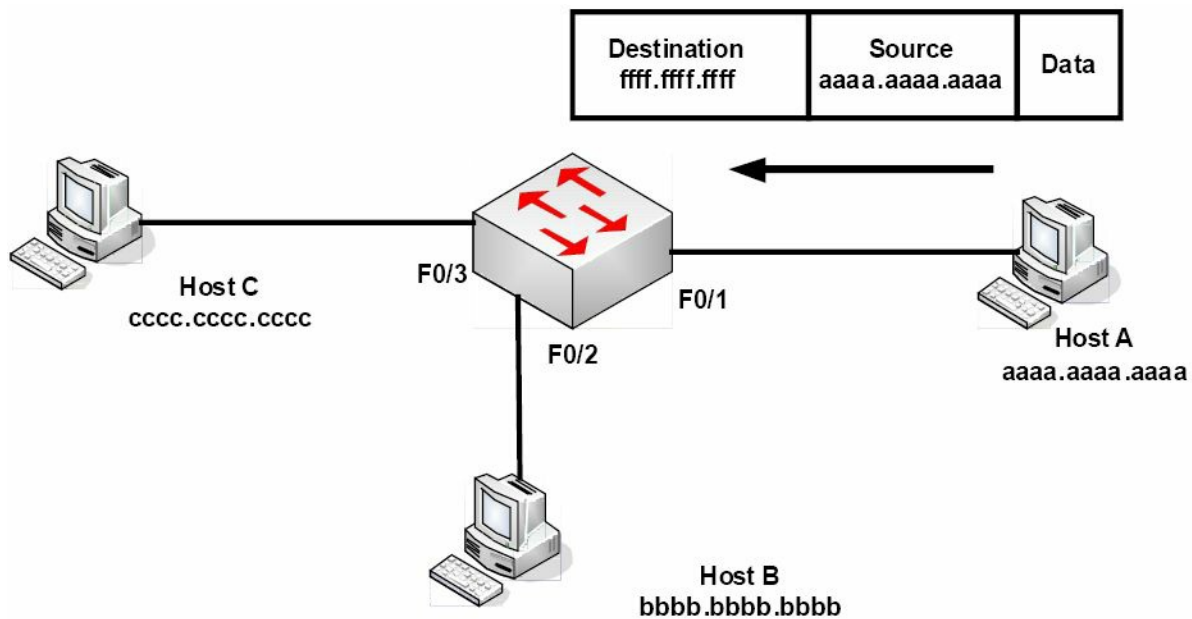 Destination
ffff.ffff.ffff
Source
aaaa.aaaa.aaaa
Data
Host C
cccc.cccc.cccc
F0/3
F0/1
F0/2
Host A
aaaa.aaaa.aaaa
Host B
bbbb.bbbb.bbbb